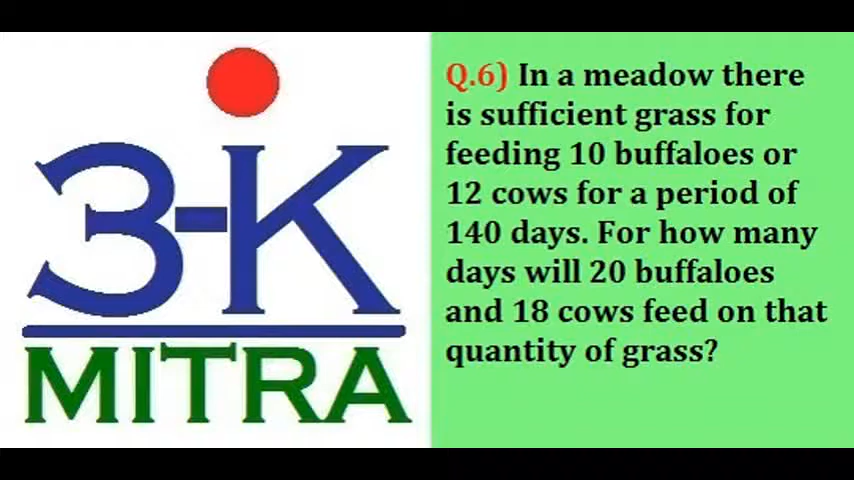 3-K
MITRA
Q.6) In a meadow there
is sufficient grass for
feeding 10 buffaloes or
12 cows for a period of
140 days. For how many
days will 20 buffaloes
and 18 cows feed on that
quantity of grass?